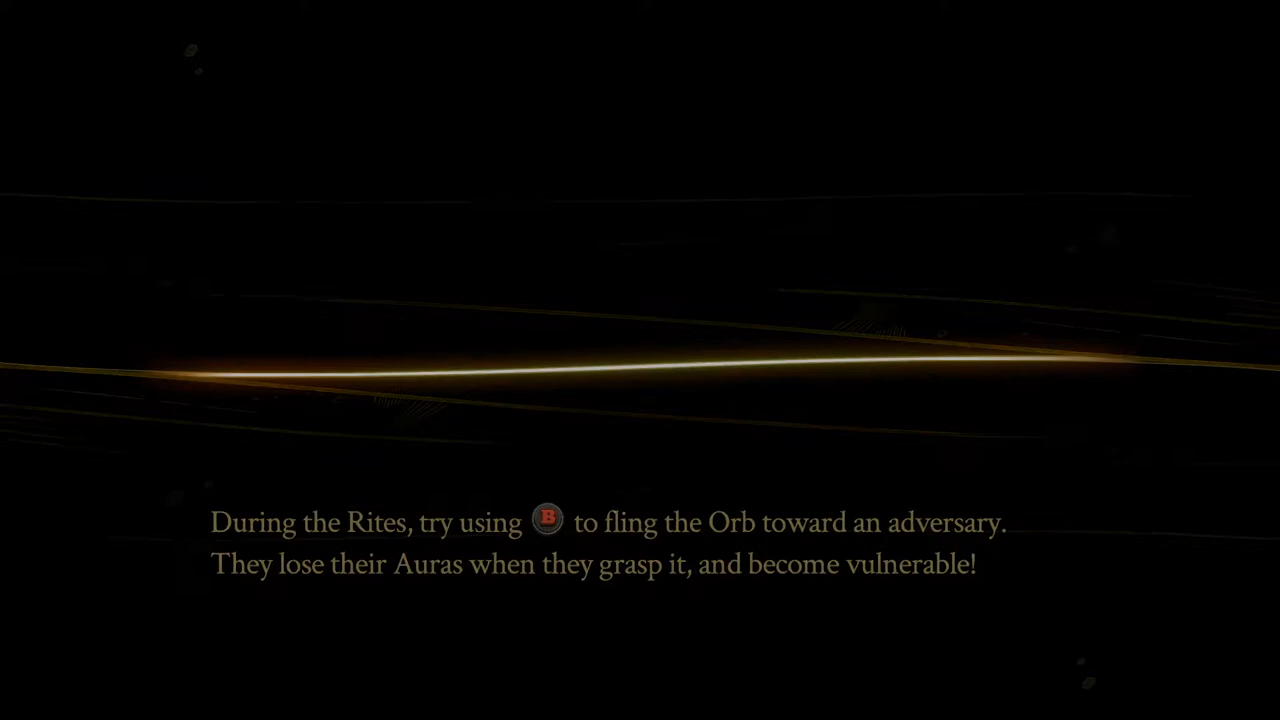 During the Rites, try using B to fling the Orb toward an adversary.
They lose their Auras when they grasp it, and become vulnerable!